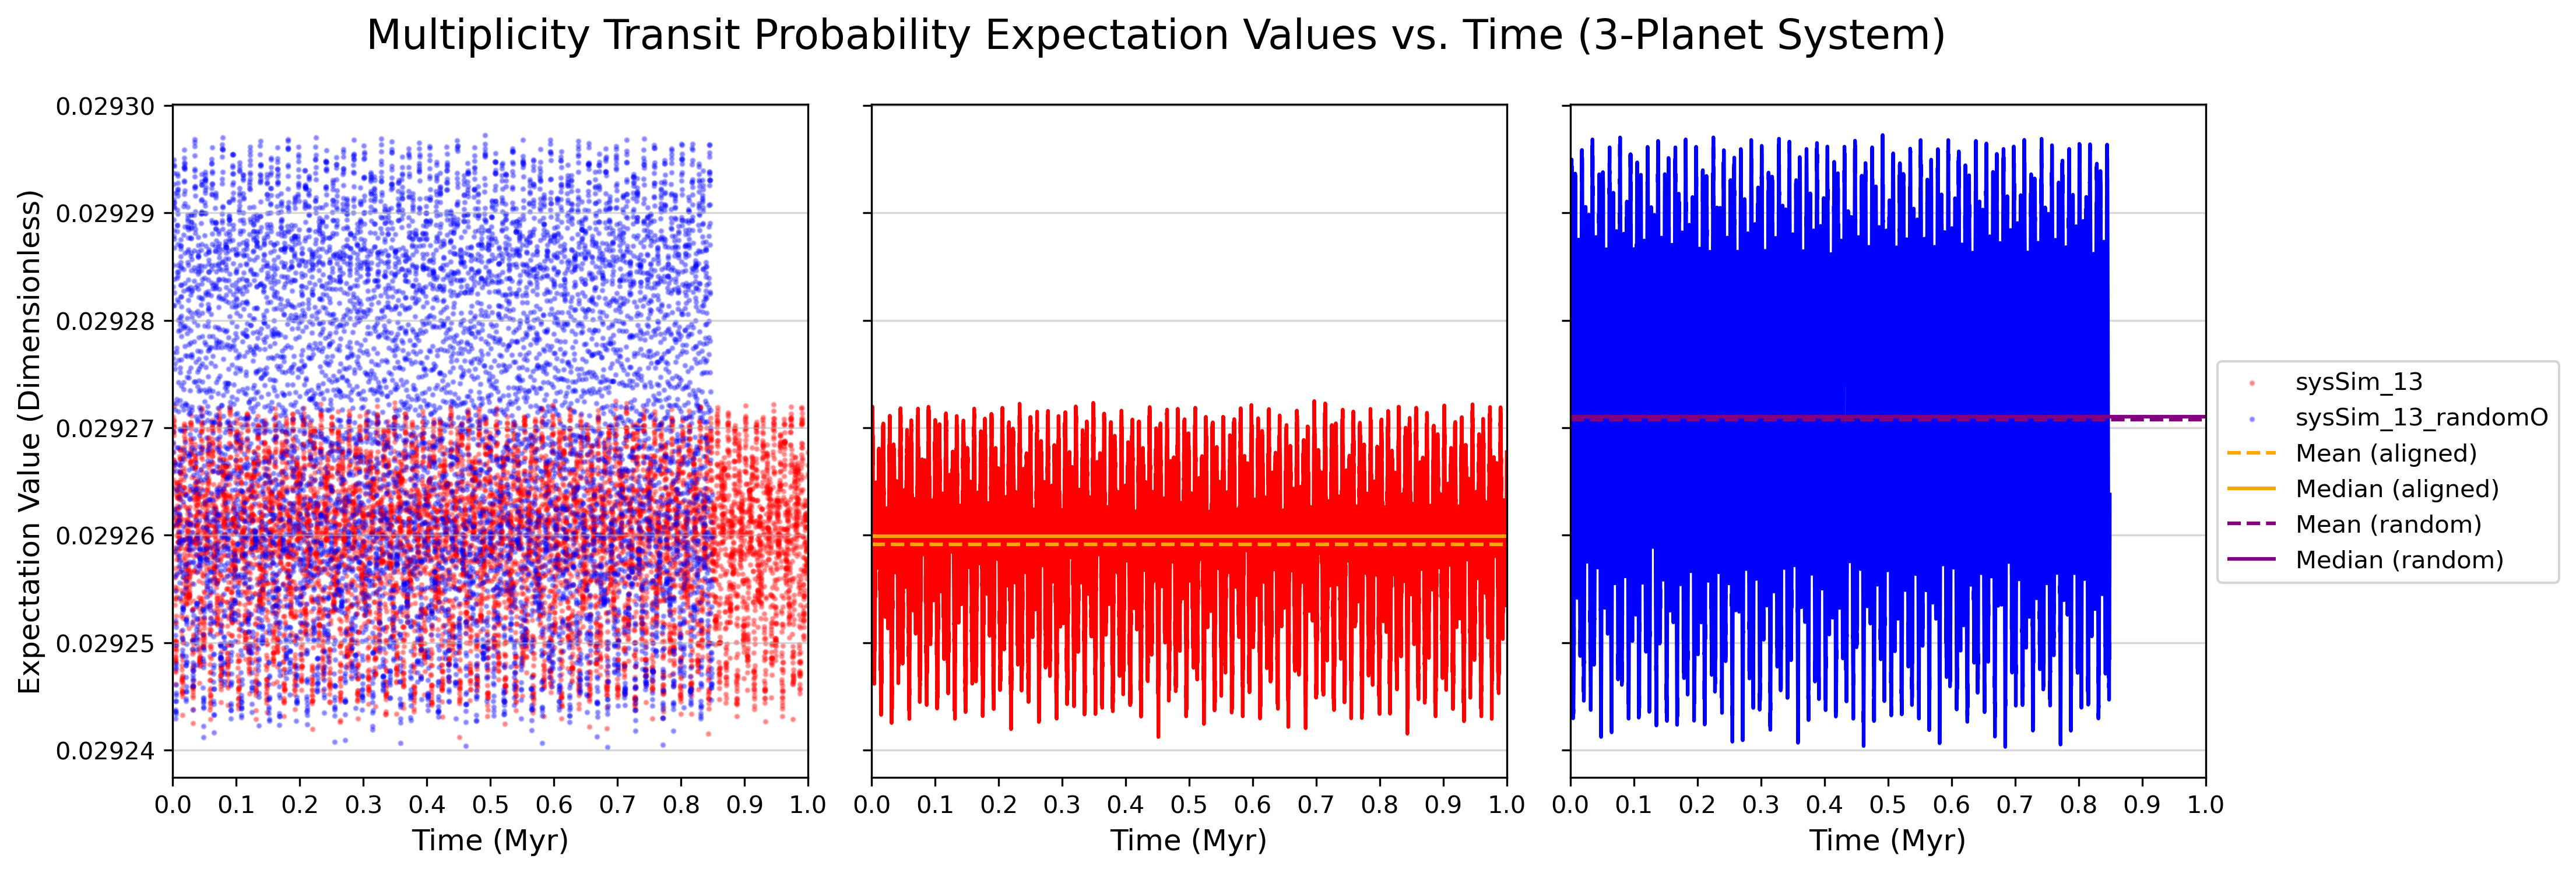 Multiplicity Transit Probability Expectation Values vs. Time (3-Planet System)
Expectation Value (Dimensionless)
0.02930
0.02929
0.02928
0.02927
0.02926
0.02925
0.02924
0.0 0.1 0.2 0.3 0.4 0.5 0.6 0.7 0.8 0.9 1.0
Time (Myr)
0.0 0.1 0.2 0.3 0.4 0.5 0.6 0.7 0.8 0.9 1.0
Time (Myr)
0.0 0.1 0.2 0.3 0.4 0.5 0.6 0.7 0.8 0.9 1.0
Time (Myr)
sysSim_13
sysSim_13_randomO
Mean (aligned)
Median (aligned)
Mean (random)
Median (random)